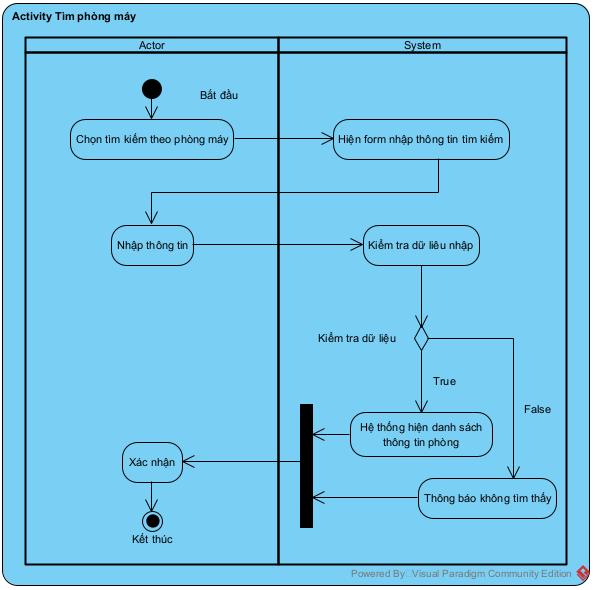 Activity Tìm phòng máy
Actor
System
Bắt đầu
Chọn tìm kiếm theo phòng máy
Hiện form nhập thông tin tìm kiếm
Nhập thông tin
Kiểm tra dữ liêu nhập
Kiểm tra dữ liệu
True
False
Hệ thống hiện danh sách
thông tin phòng
Xác nhận
Thông báo không tìm thấy
Kết thúc
Powered By: Visual Paradigm Community Edition